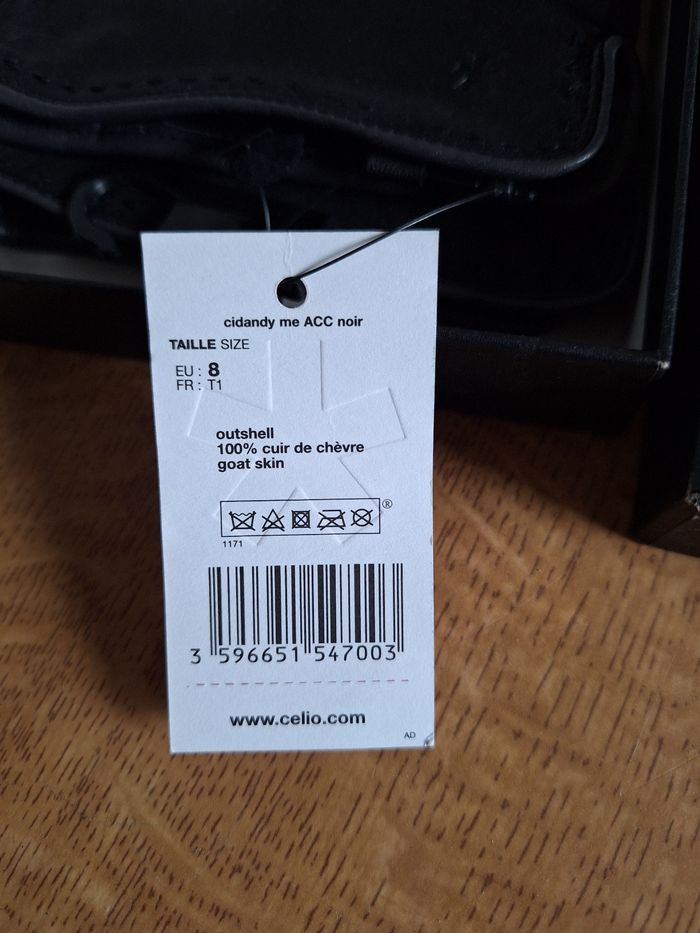 cidandy me ACC noir
TAILLE SIZE
EU : 8
FR : T1
outshell
100% cuir de chèvre
goat skin
®
1171
3 596651 547003
www.celio.com
AD